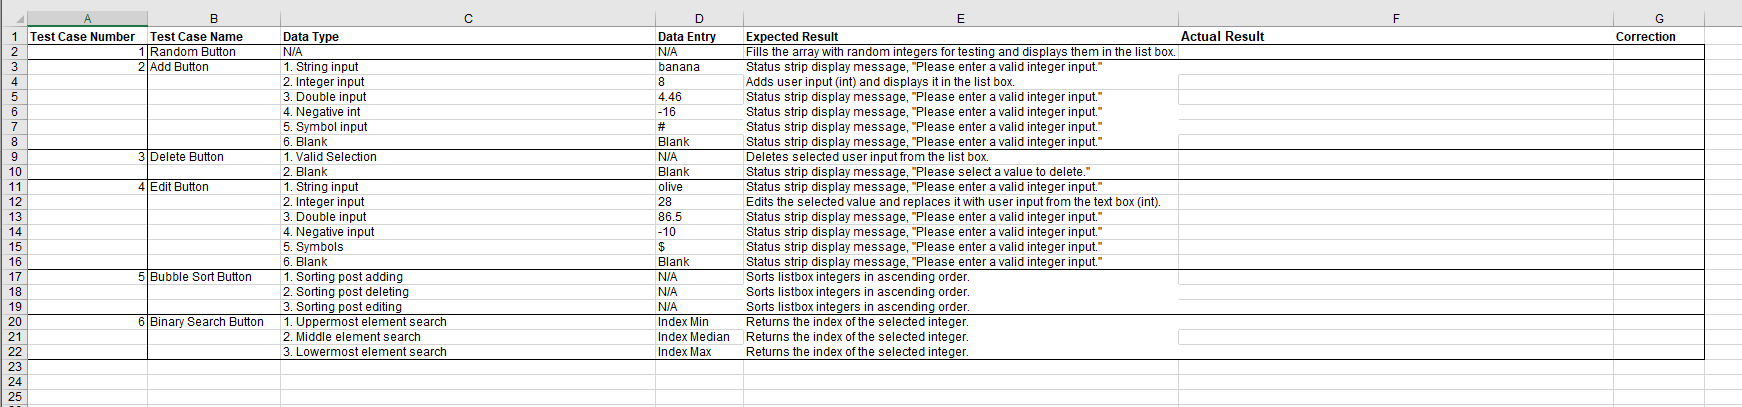 A B C D E F G
1 Test Case Number Test Case Name Data Type Data Entry Expected Result Actual Result Correction
2 1 Random Button N/A N/A Fills the array with random integers for testing and displays them in the list box.
3 2 Add Button 1. String input banana Status strip display message, "Please enter a valid integer input."
4 2. Integer input 8 Adds user input (int) and displays it in the list box.
5 3. Double input 4.46 Status strip display message, "Please enter a valid integer input."
6 4. Negative int -16 Status strip display message, "Please enter a valid integer input."
7 5. Symbol input # Status strip display message, "Please enter a valid integer input."
8 6. Blank Blank Status strip display message, "Please enter a valid integer input."
9 3 Delete Button 1. Valid Selection N/A Deletes selected user input from the list box.
10 2. Blank Blank Status strip display message, "Please select a value to delete."
11 4 Edit Button 1. String input olive Status strip display message, "Please enter a valid integer input."
12 2. Integer input 28 Edits the selected value and replaces it with user input from the text box (int).
13 3. Double input 86.5 Status strip display message, "Please enter a valid integer input."
14 4. Negative input -10 Status strip display message, "Please enter a valid integer input."
15 5. Symbols $ Status strip display message, "Please enter a valid integer input."
16 6. Blank Blank Status strip display message, "Please enter a valid integer input."
17 5 Bubble Sort Button 1. Sorting post adding N/A Sorts listbox integers in ascending order.
18 2. Sorting post deleting N/A Sorts listbox integers in ascending order.
19 3. Sorting post editing N/A Sorts listbox integers in ascending order.
20 6 Binary Search Button 1. Uppermost element search Index Min Returns the index of the selected integer.
21 2. Middle element search Index Median Returns the index of the selected integer.
22 3. Lowermost element search Index Max Returns the index of the selected integer.
23
24
25